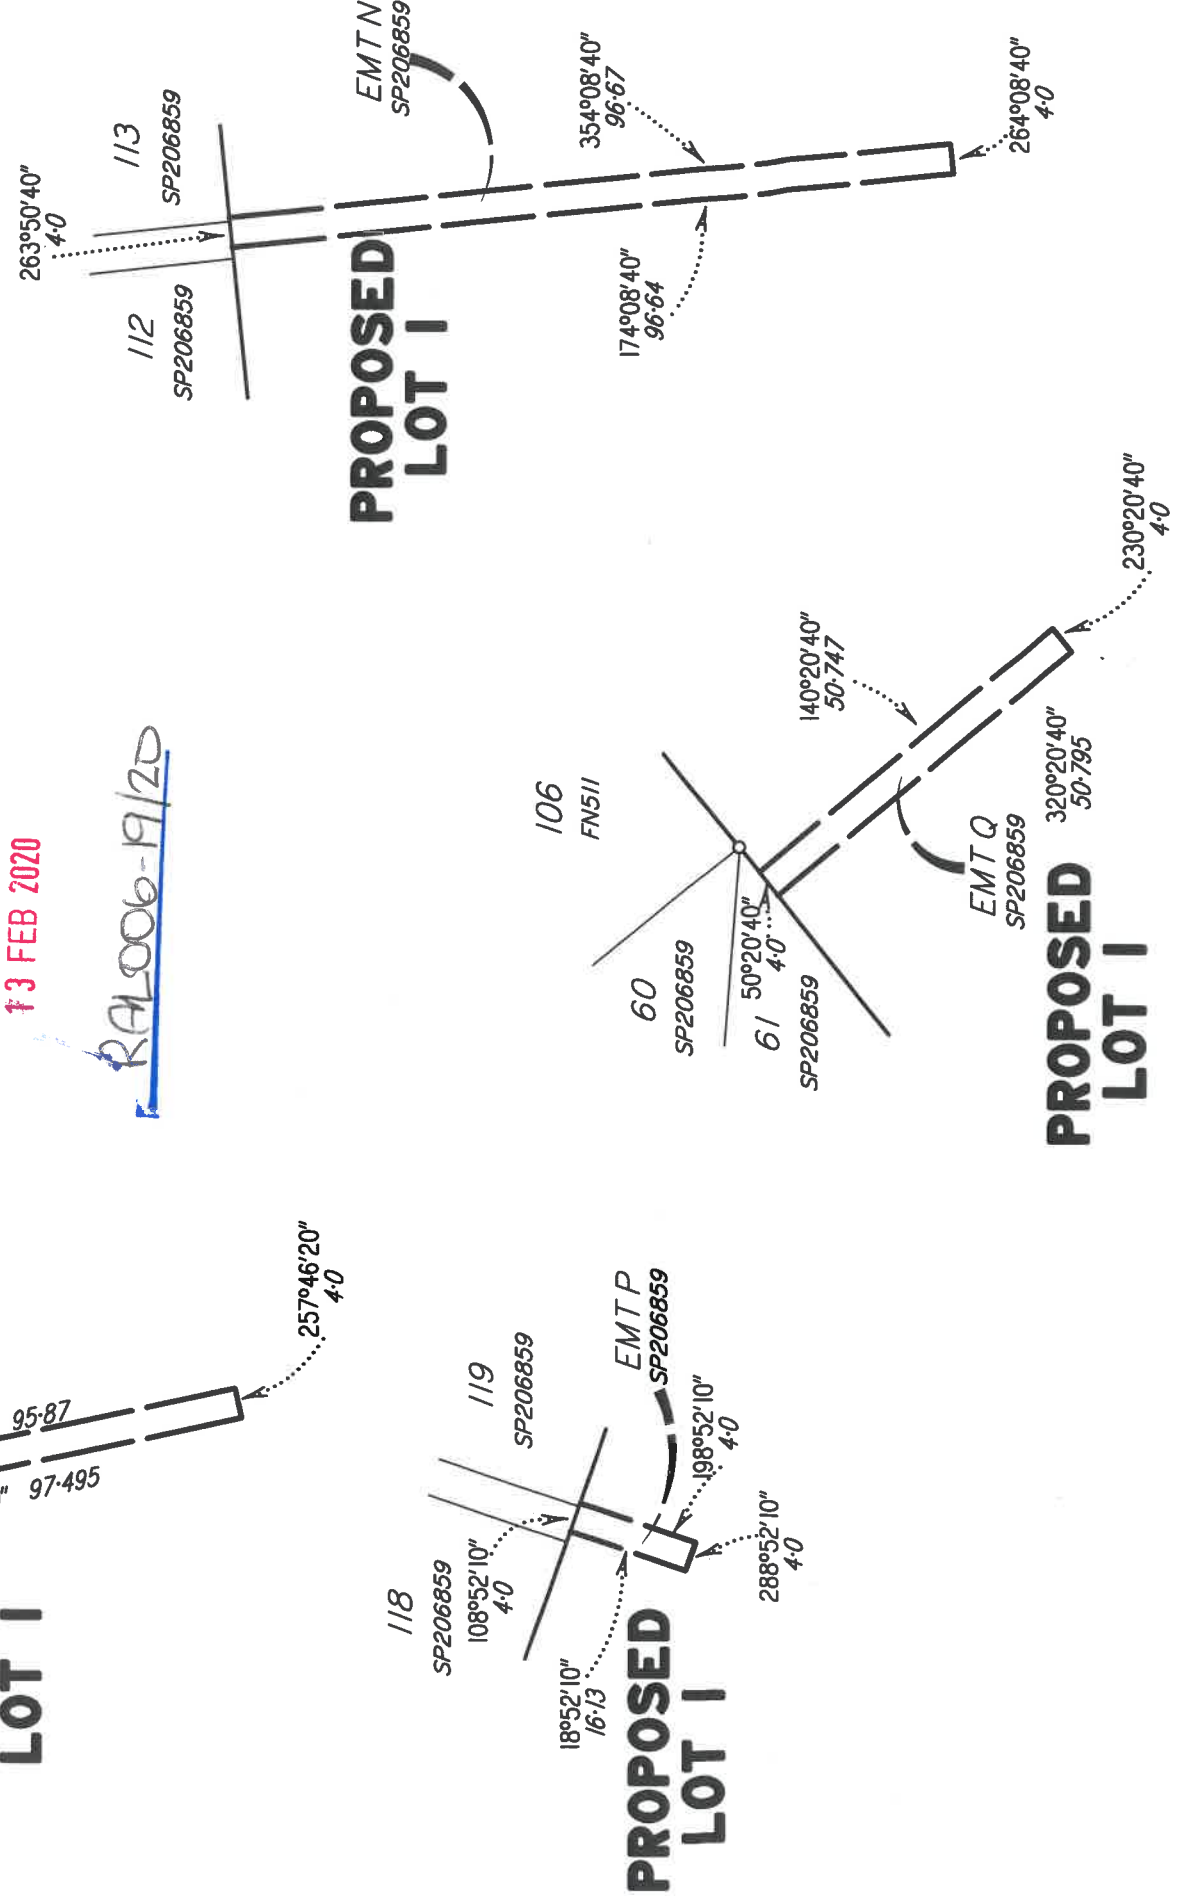 LOT 1
" 97·495
95·87
257°46'20"
4·0
118
SP206859
119
SP206859
108°52'10"
4·0
18°52'10"
16·13
EMT P
SP206859
198°52'10"
4·0
288°52'10"
4·0
PROPOSED
LOT 1
13 FEB 2020
RAL006-19/20
106
FN511
60
SP206859
61
SP206859
50°20'40"
4·0
140°20'40"
50·747
EMT Q
SP206859
320°20'40"
50·795
230°20'40"
4·0
PROPOSED
LOT 1
263°50'40"
4·0
112
SP206859
113
SP206859
EMT N
SP206859
PROPOSED
LOT 1
354°08'40"
96·67
174°08'40"
96·64
264°08'40"
4·0